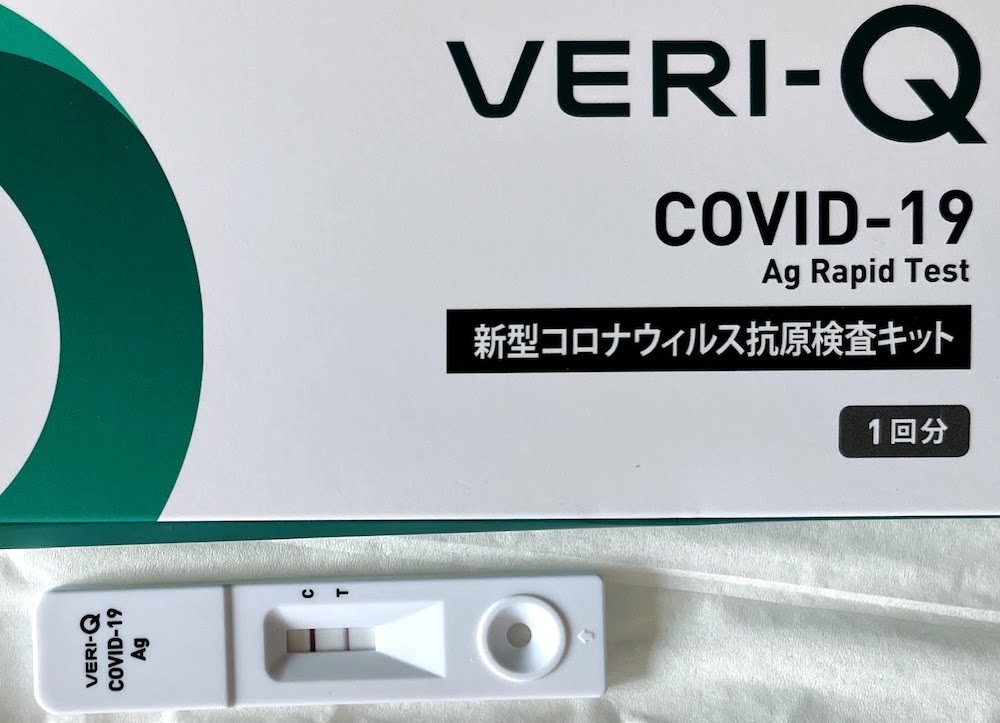 VERI-Q
COVID-19
Ag Rapid Test
新型コロナウィルス抗原検査キット
1回分
C T
VERI-Q
COVID-19
Ag